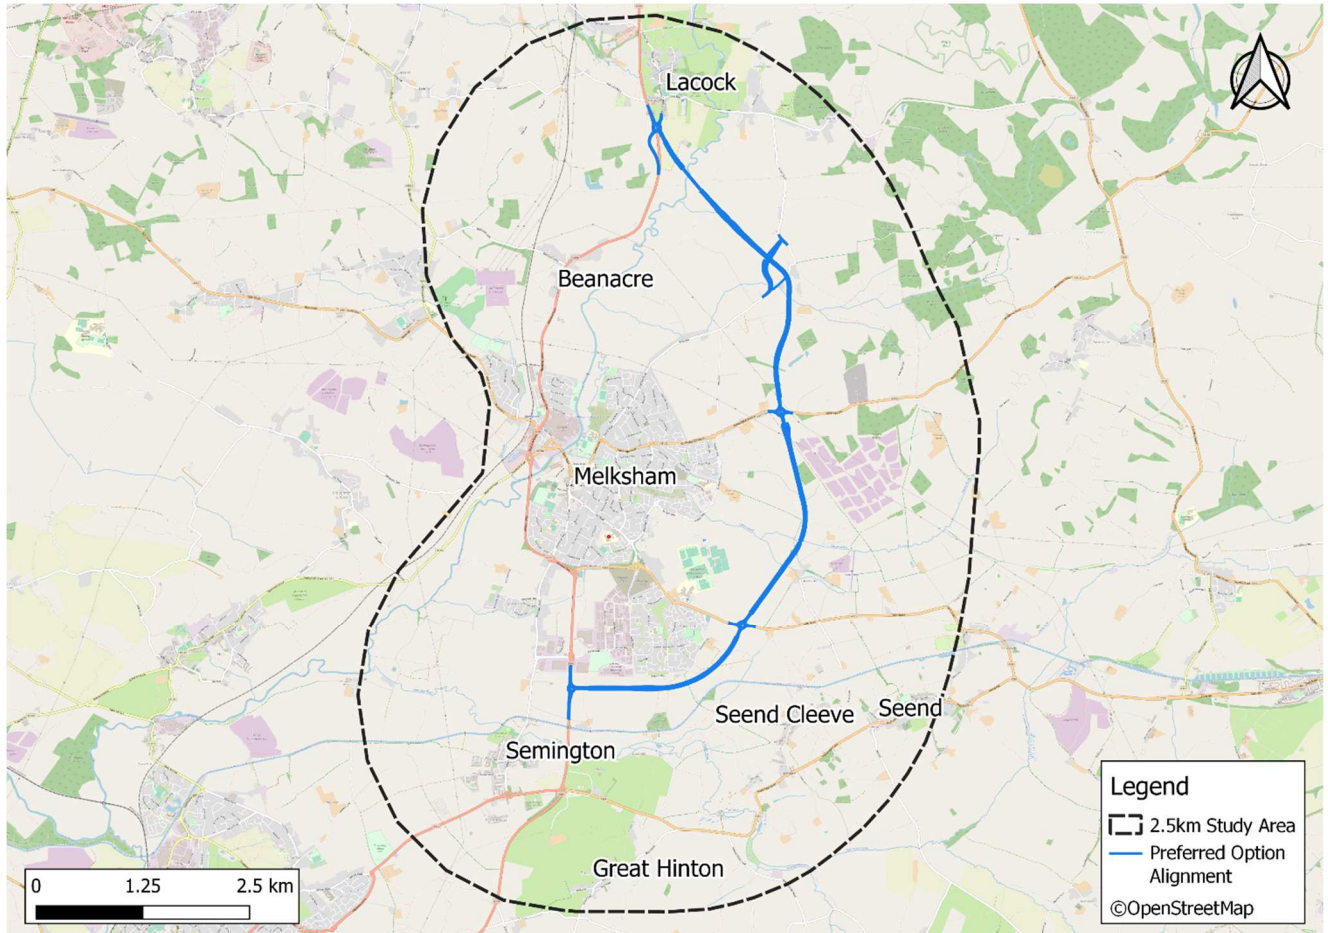 Lacock
Beanacre
Melksham
Seend Cleeve
Seend
Semington
Great Hinton
Legend
2.5km Study Area
Preferred Option
Alignment
©OpenStreetMap
0 1.25 2.5 km